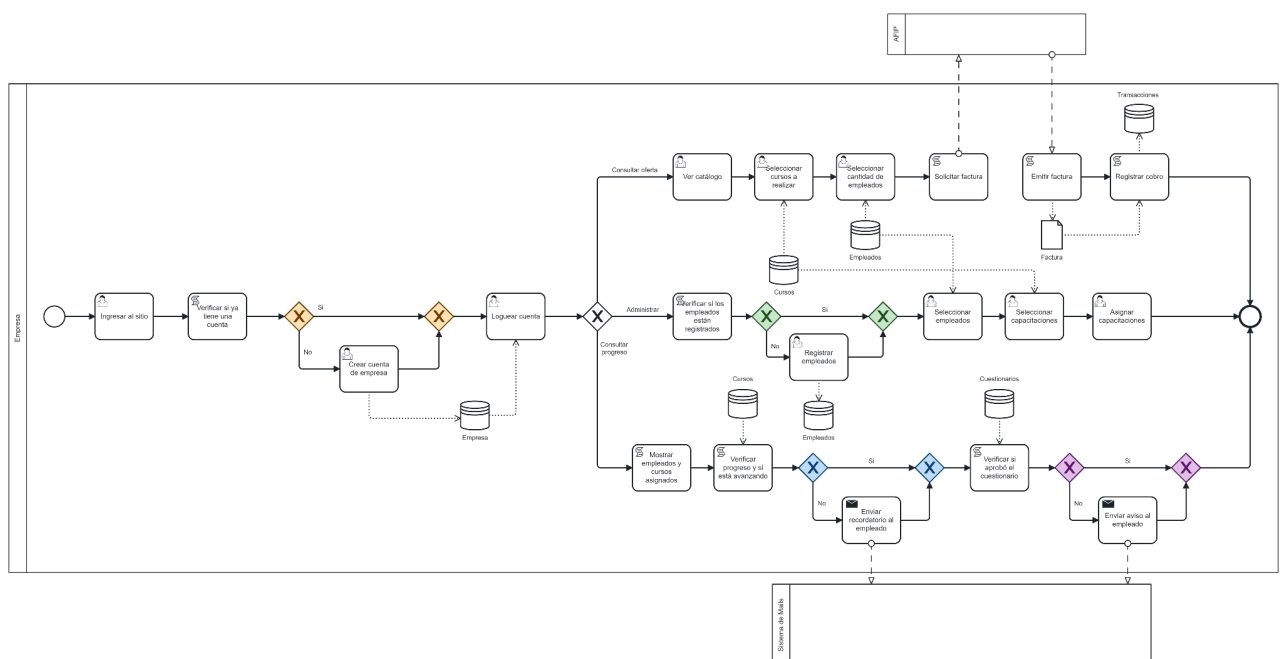 AFIP
Empresa
Transacciones
Consultar oferta
Ver catálogo
Seleccionar
cursos a
realizar
Seleccionar
cantidad de
empleados
Solicitar factura
Emitir factura
Registrar cobro
Empleados
Factura
Cursos
Ingresar al sitio
Verificar si ya
tiene una
cuenta
Si
No
Crear cuenta
de empresa
Empresa
Loguear cuenta
Administrar
Consultar
progreso
Verificar si los
empleados
están
registrados
Si
No
Registrar
empleados
Empleados
Seleccionar
empleados
Seleccionar
capacitaciones
Asignar
capacitaciones
Cursos
Cuestionarios
Mostrar
empleados y
cursos
asignados
Verificar
progreso y si
está avanzando
Si
No
Enviar
recordatorio al
empleado
Verificar si
aprobó el
cuestionario
Si
No
Enviar aviso al
empleado
Sistema de Mails